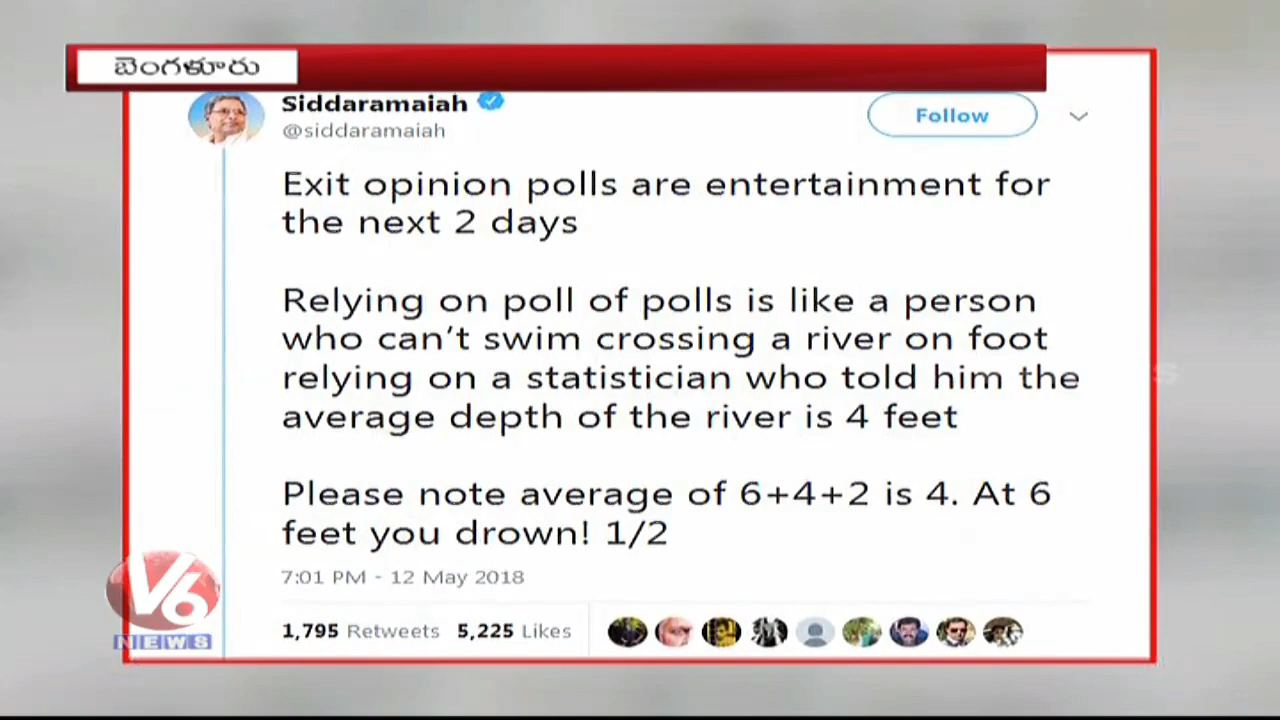 బెంగళూరు
Siddaramaiah
@siddaramaiah
Follow
Exit opinion polls are entertainment for
the next 2 days
Relying on poll of polls is like a person
who can't swim crossing a river on foot
relying on a statistician who told him the
average depth of the river is 4 feet
Please note average of 6+4+2 is 4. At 6
feet you drown! 1/2
7:01 PM - 12 May 2018
1,795 Retweets 5,225 Likes
V6
NEWS